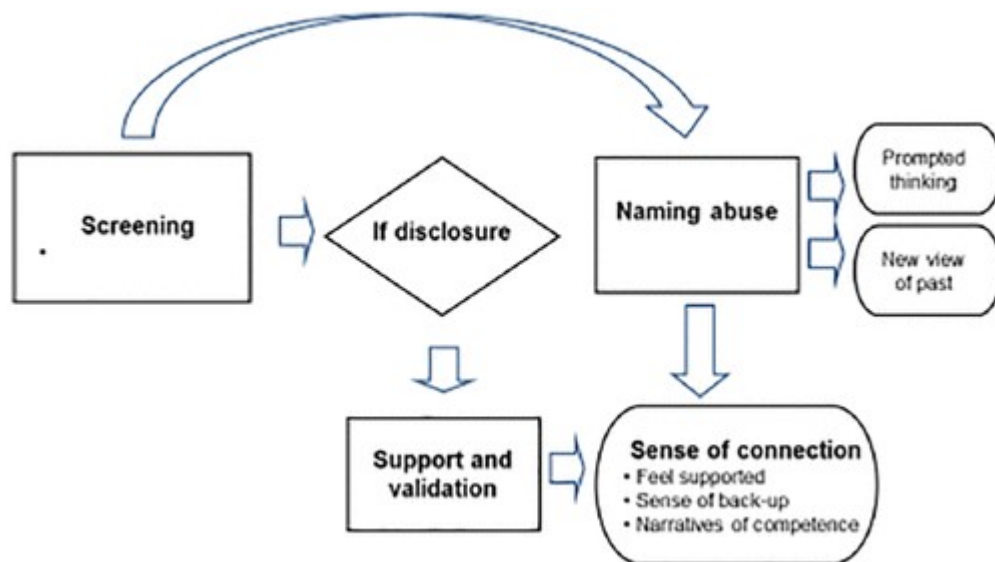 Screening
•
If disclosure
Naming abuse
Prompted
thinking
New view
of past
Support and
validation
Sense of connection
• Feel supported
• Sense of back-up
• Narratives of competence